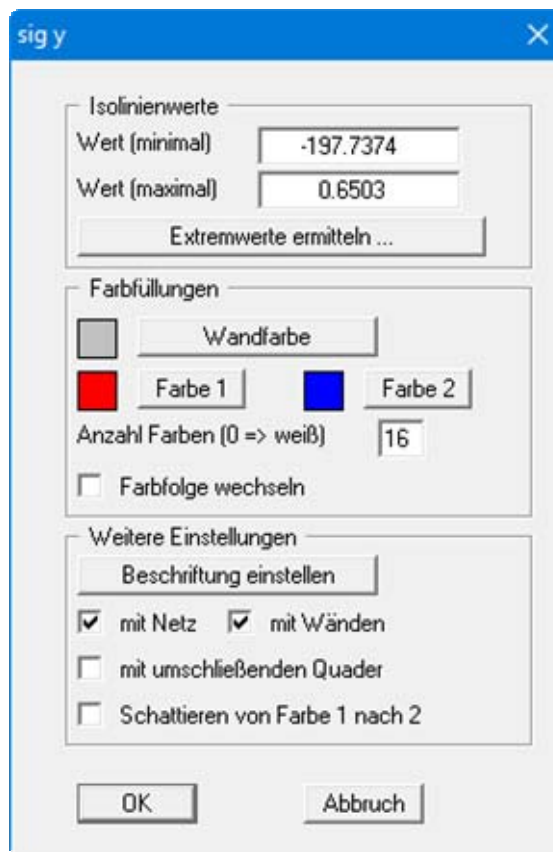 sig y
Isolinienwerte
Wert (minimal) -197.7374
Wert (maximal) 0.6503
Extremwerte ermitteln ...
Farbfüllungen
Wandfarbe
Farbe 1 Farbe 2
Anzahl Farben (0 => weiß) 16
Farbfolge wechseln
Weitere Einstellungen
Beschriftung einstellen
mit Netz mit Wänden
mit umschließenden Quader
Schattieren von Farbe 1 nach 2
OK Abbruch